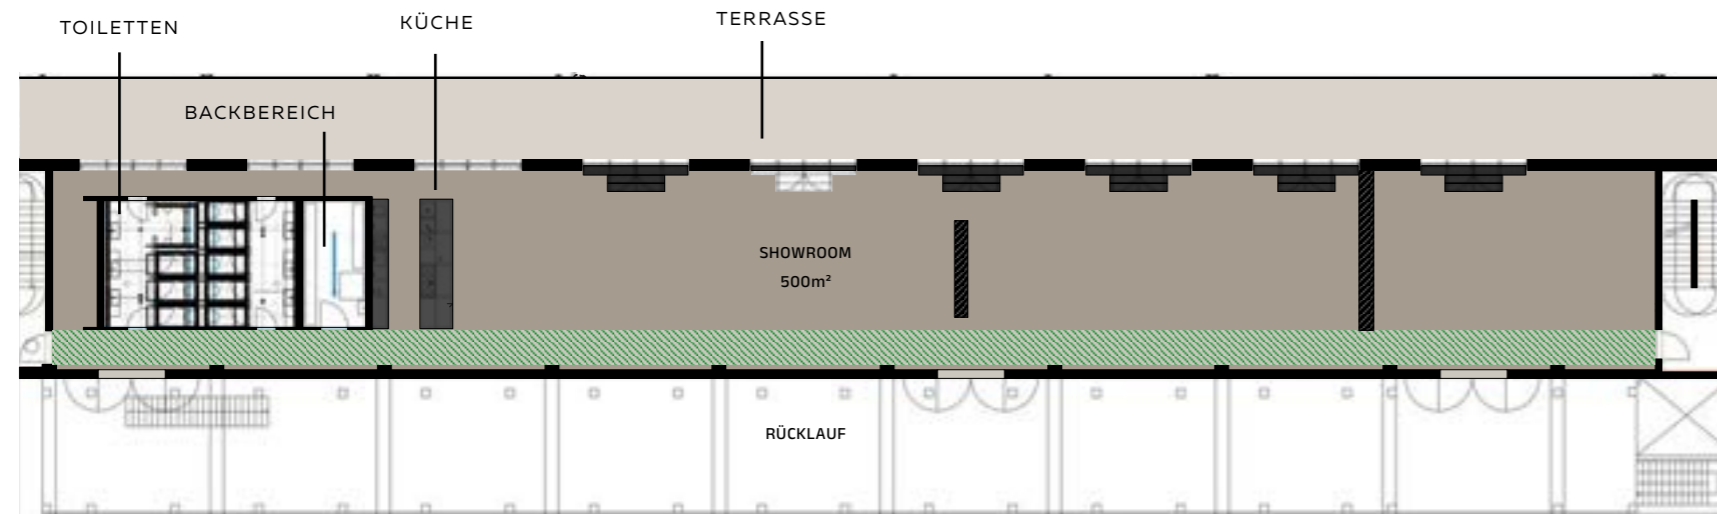 TOILETTEN
KÜCHE
TERRASSE
BACKBEREICH
SHOWROOM
500m²
RÜCKLAUF